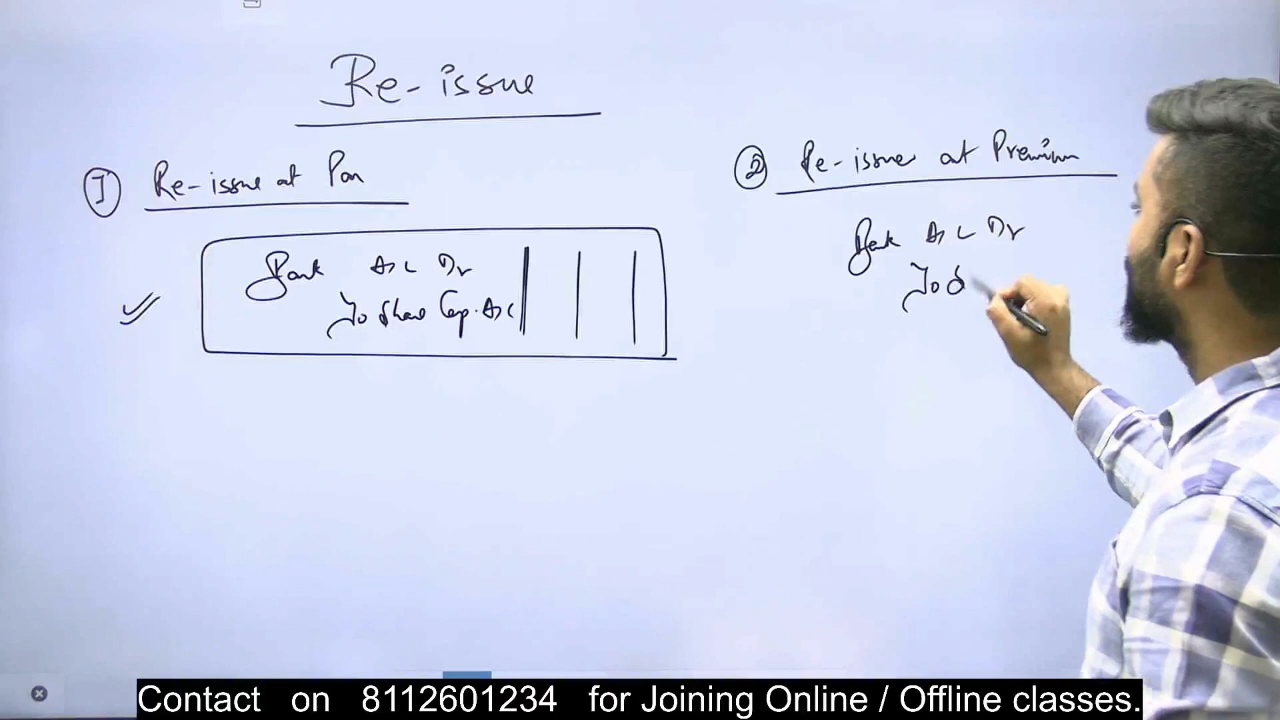 Re-issue
① Re-issue at Par
Bank A/c Dr
To Share Cap. A/c
② Re-issue at Premium
Bank A/c Dr
To S
Contact on 8112601234 for Joining Online / Offline classes.